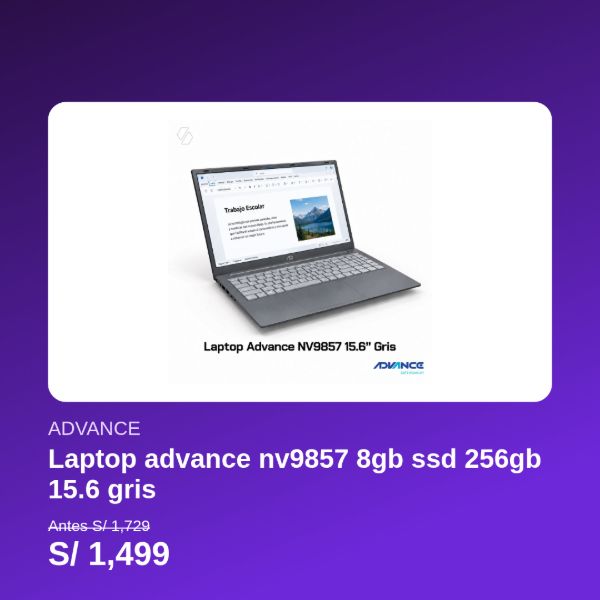 Trabajo Escolar
Laptop Advance NV9857 15.6" Gris
ADVANCE
ADVANCE
Laptop advance nv9857 8gb ssd 256gb
15.6 gris
Antes S/ 1,729
S/ 1,499